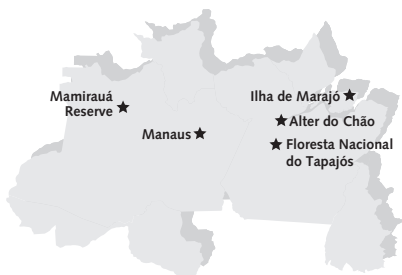 Mamirauá
Reserve
Manaus
Ilha de Marajó
Alter do Chão
Floresta Nacional
do Tapajós